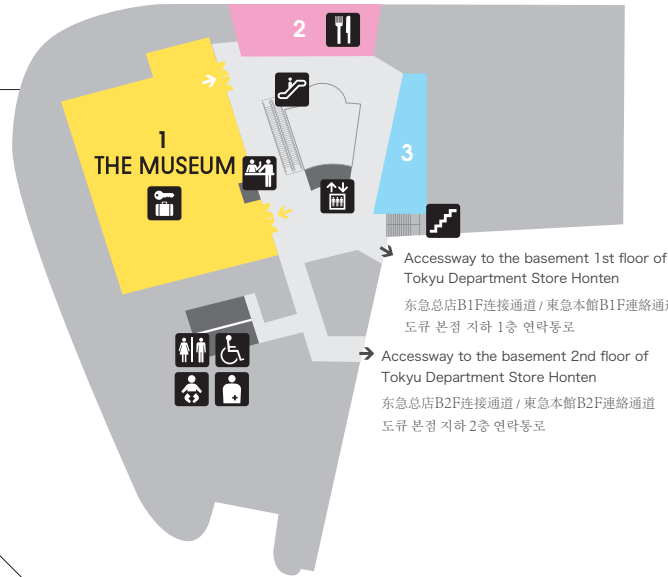 2
1
THE MUSEUM
3
Accessway to the basement 1st floor of
Tokyu Department Store Honten
东急总店B1F连接通道 / 東急本館B1F連絡通
도큐 본점 지하 1층 연락통로
Accessway to the basement 2nd floor of
Tokyu Department Store Honten
东急总店B2F连接通道 / 東急本館B2F連絡通道
도큐 본점 지하 2층 연락통로